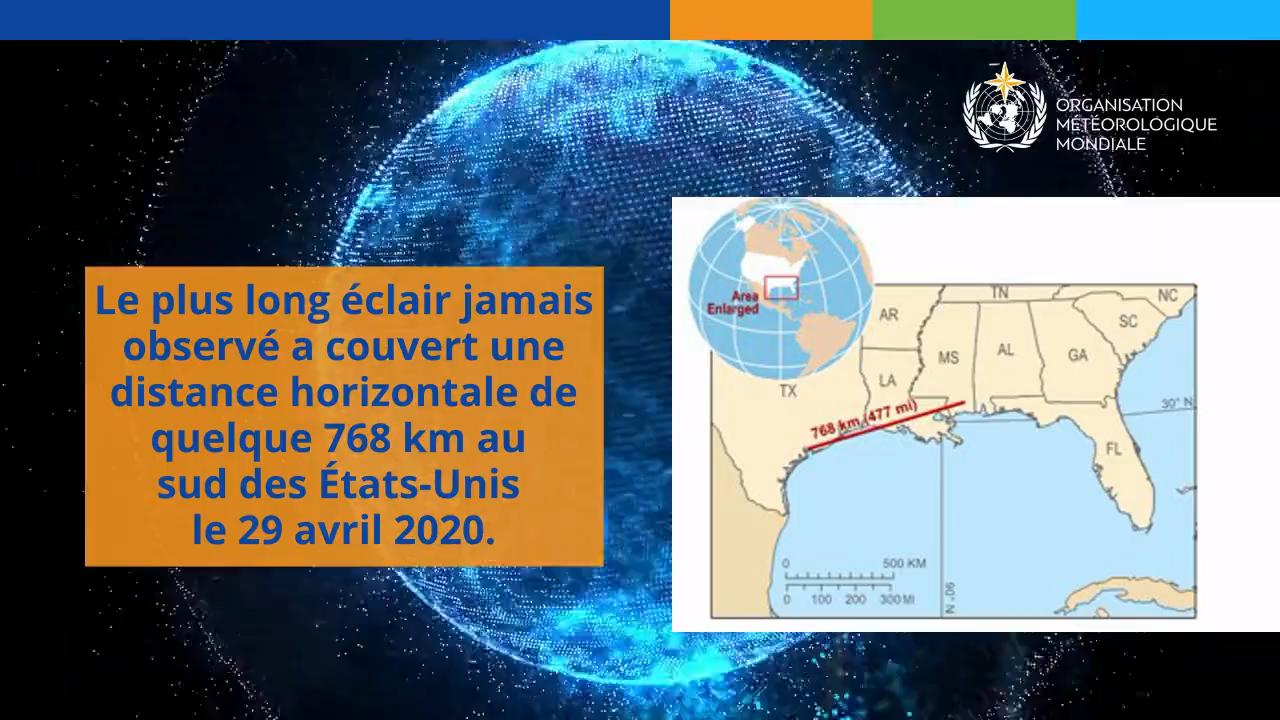 ORGANISATION
MÉTÉOROLOGIQUE
MONDIALE
Le plus long éclair jamais
observé a couvert une
distance horizontale de
quelque 768 km au
sud des États-Unis
le 29 avril 2020.
Area
Enlarged
TN
NC
AR
SC
MS
AL
GA
LA
TX
768 km (477 mi)
30° N
FL
0
500 KM
0 100 200 300 MI
90° N